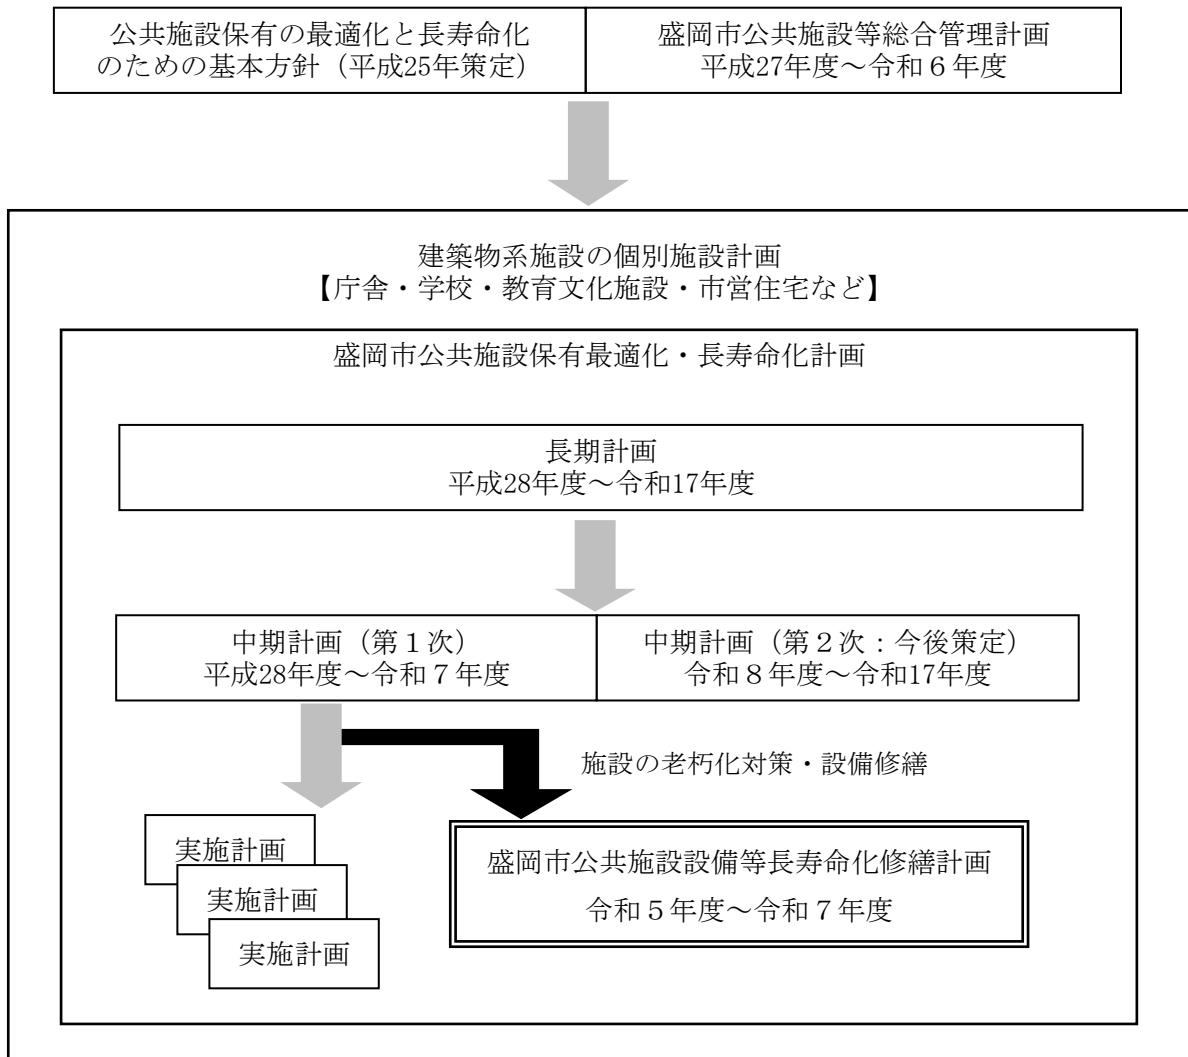 公共施設保有の最適化と長寿命化
のための基本方針（平成25年策定）
盛岡市公共施設等総合管理計画
平成27年度～令和６年度
建築物系施設の個別施設計画
【庁舎・学校・教育文化施設・市営住宅など】
盛岡市公共施設保有最適化・長寿命化計画
長期計画
平成28年度～令和17年度
中期計画（第１次）
平成28年度～令和７年度
中期計画（第２次：今後策定）
令和８年度～令和17年度
施設の老朽化対策・設備修繕
実施計画
実施計画
実施計画
盛岡市公共施設設備等長寿命化修繕計画
令和５年度～令和７年度